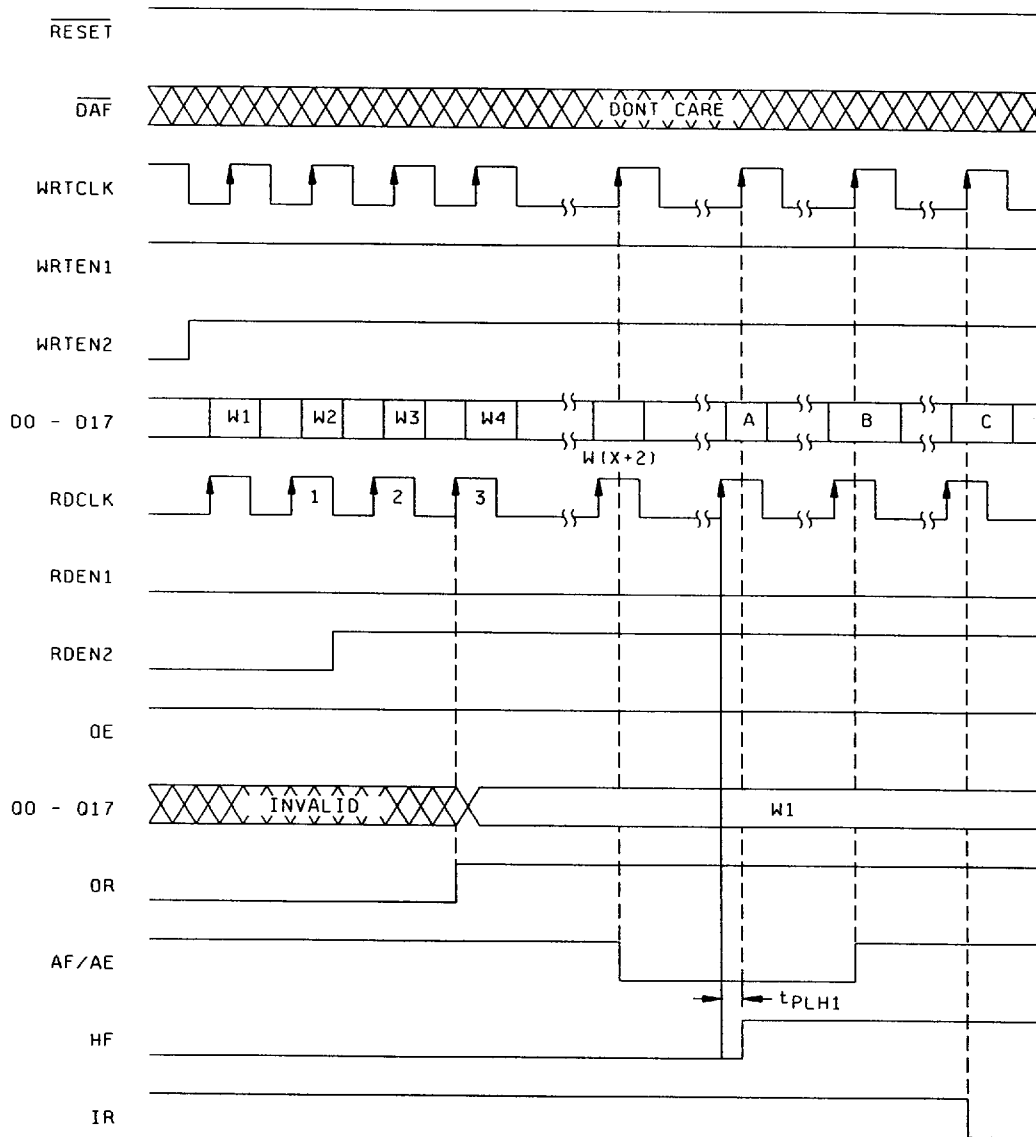 RESET
DAF
DONT CARE
WRTCLK
WRTEN1
WRTEN2
D0 - D17
W1 W2 W3 W4 A B C
W(X+2)
RDCLK
1 2 3
RDEN1
RDEN2
OE
Q0 - Q17
INVALID
W1
OR
AF/AE
tPLH1
HF
IR